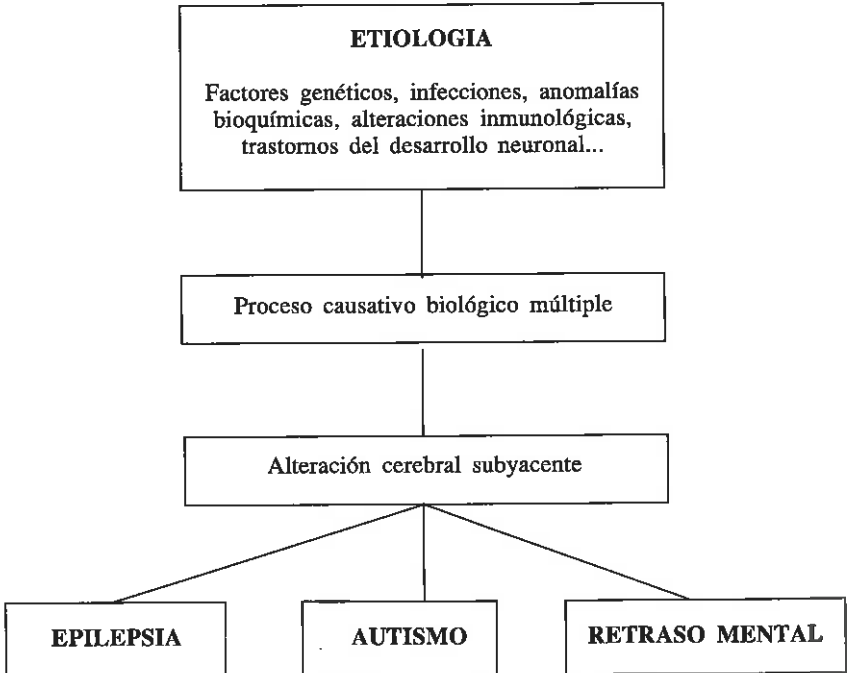 ETIOLOGIA
Factores genéticos, infecciones, anomalías
bioquímicas, alteraciones inmunológicas,
trastornos del desarrollo neuronal...
Proceso causativo biológico múltiple
Alteración cerebral subyacente
EPILEPSIA
AUTISMO
RETRASO MENTAL